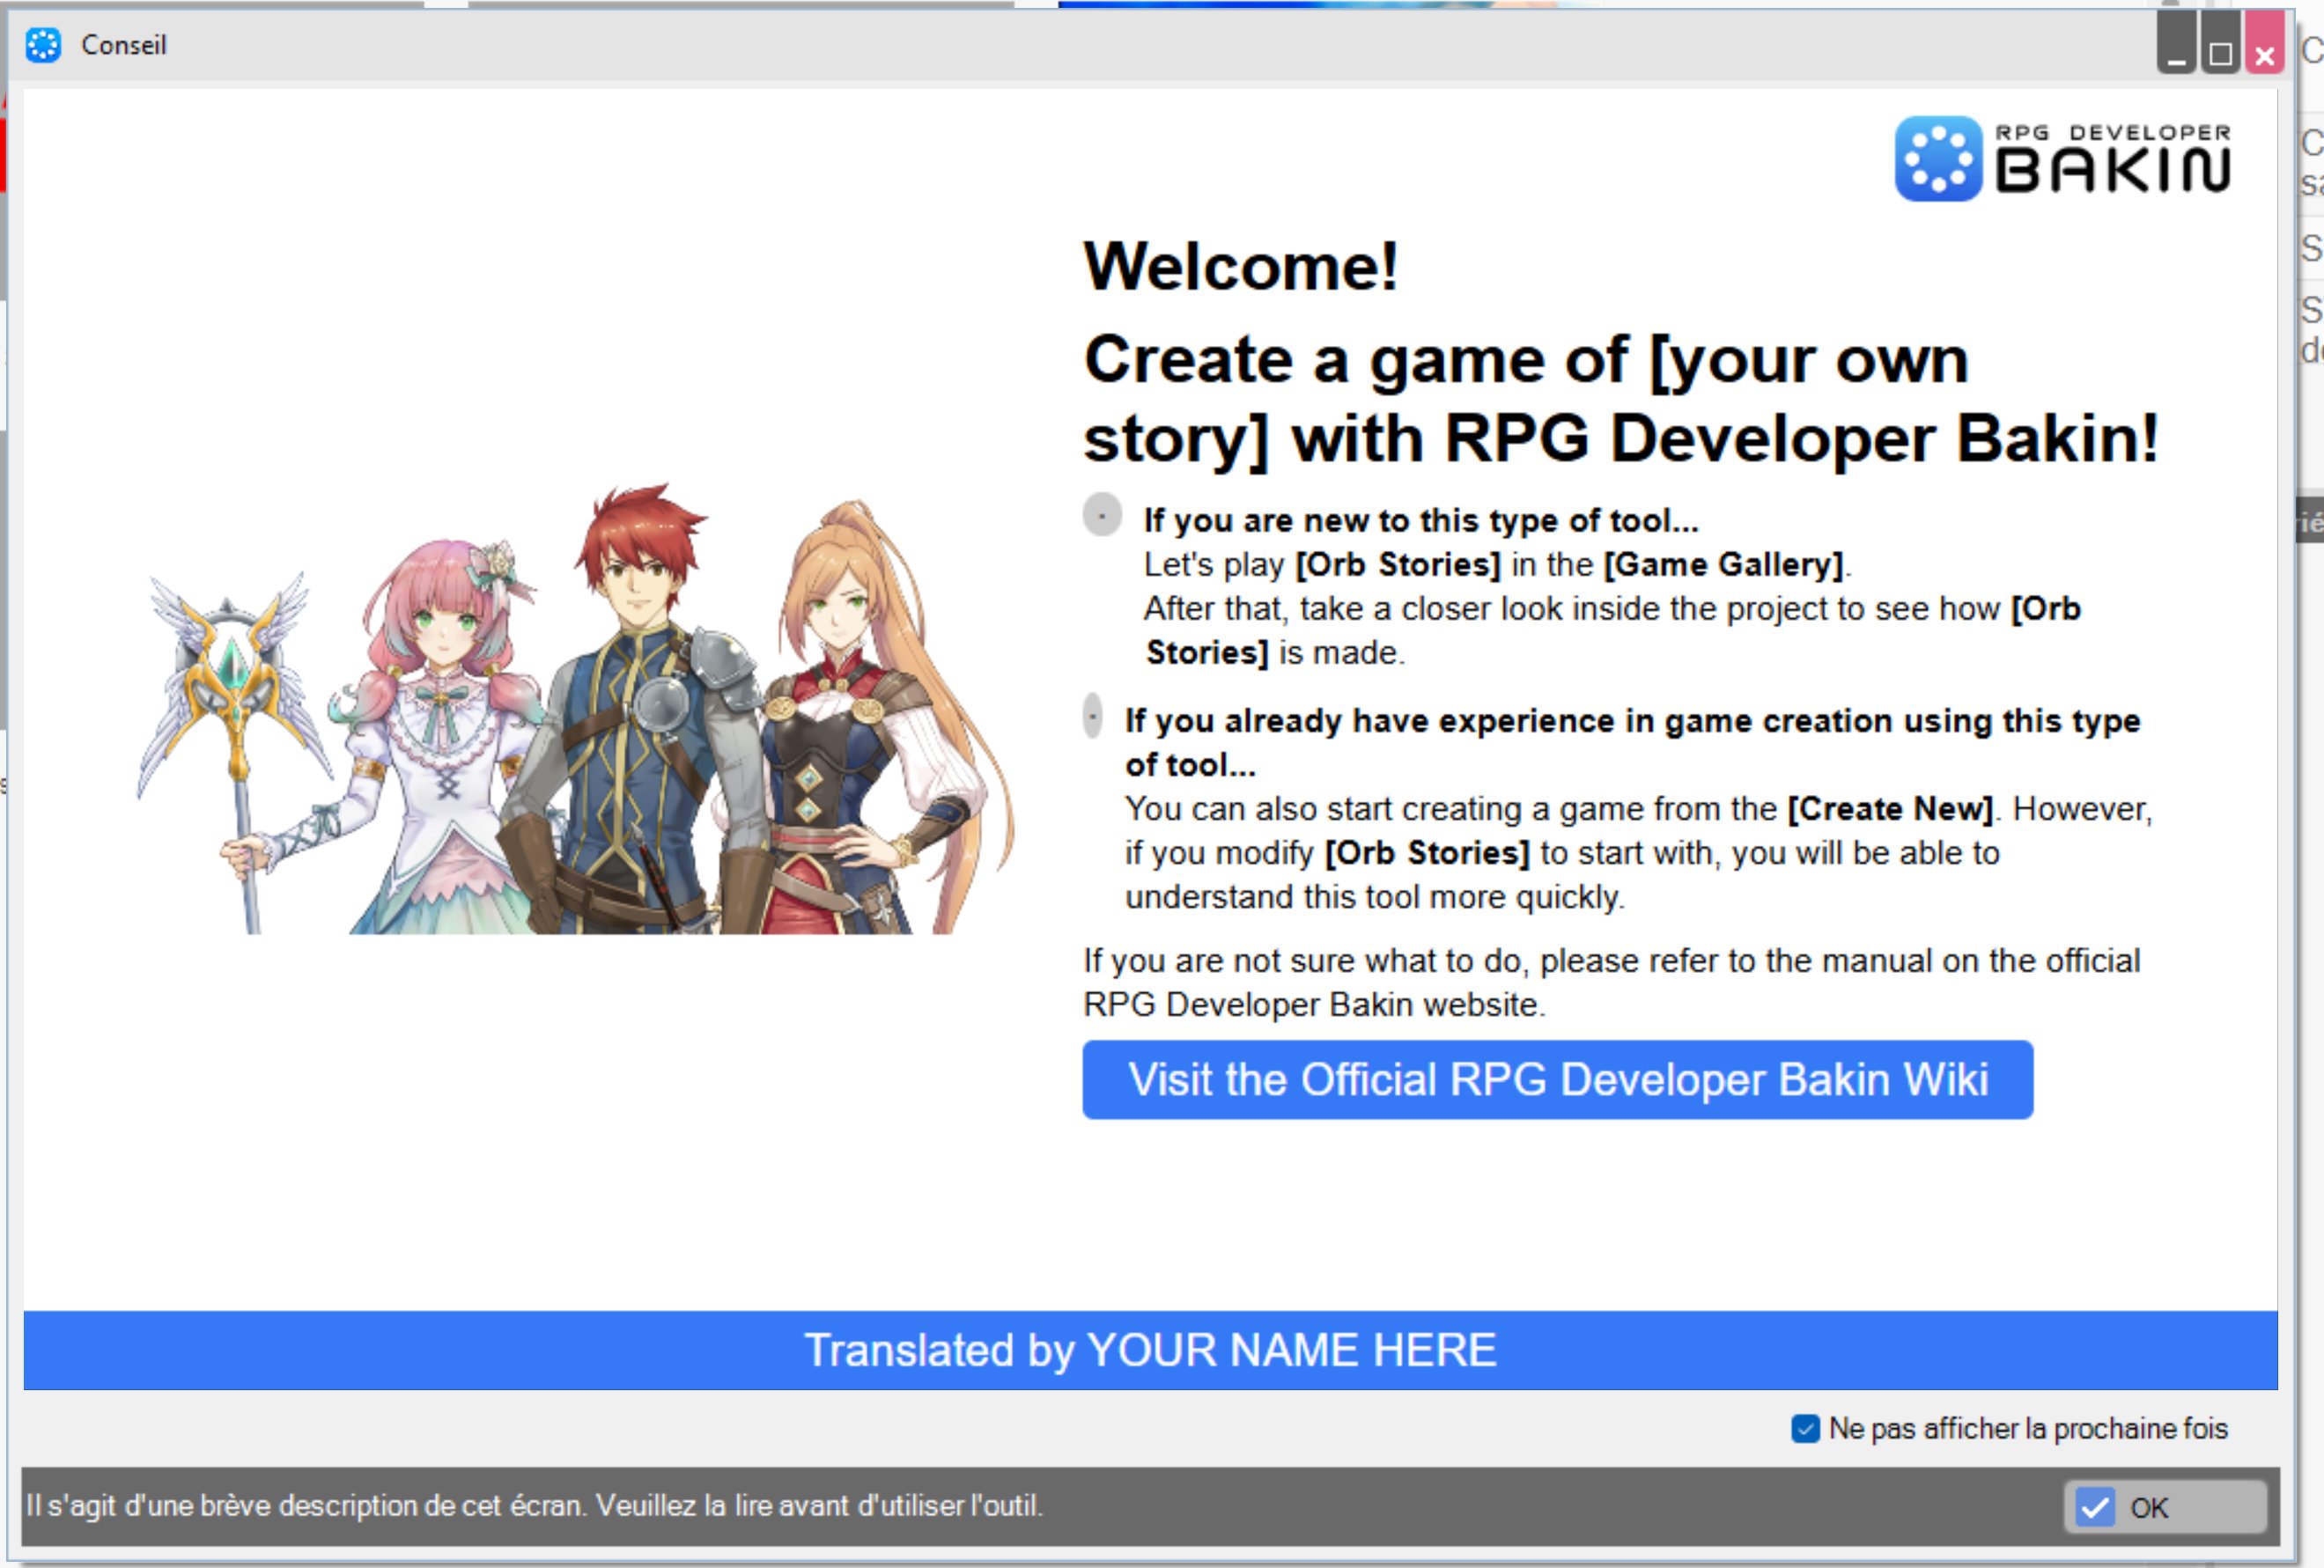 Conseil
RPG DEVELOPER
BAKIN
Welcome!
Create a game of [your own
story] with RPG Developer Bakin!
If you are new to this type of tool...
Let's play [Orb Stories] in the [Game Gallery].
After that, take a closer look inside the project to see how [Orb
Stories] is made.
If you already have experience in game creation using this type
of tool...
You can also start creating a game from the [Create New]. However,
if you modify [Orb Stories] to start with, you will be able to
understand this tool more quickly.
If you are not sure what to do, please refer to the manual on the official
RPG Developer Bakin website.
Visit the Official RPG Developer Bakin Wiki
Translated by YOUR NAME HERE
Ne pas afficher la prochaine fois
Il s'agit d'une brève description de cet écran. Veuillez la lire avant d'utiliser l'outil.
OK